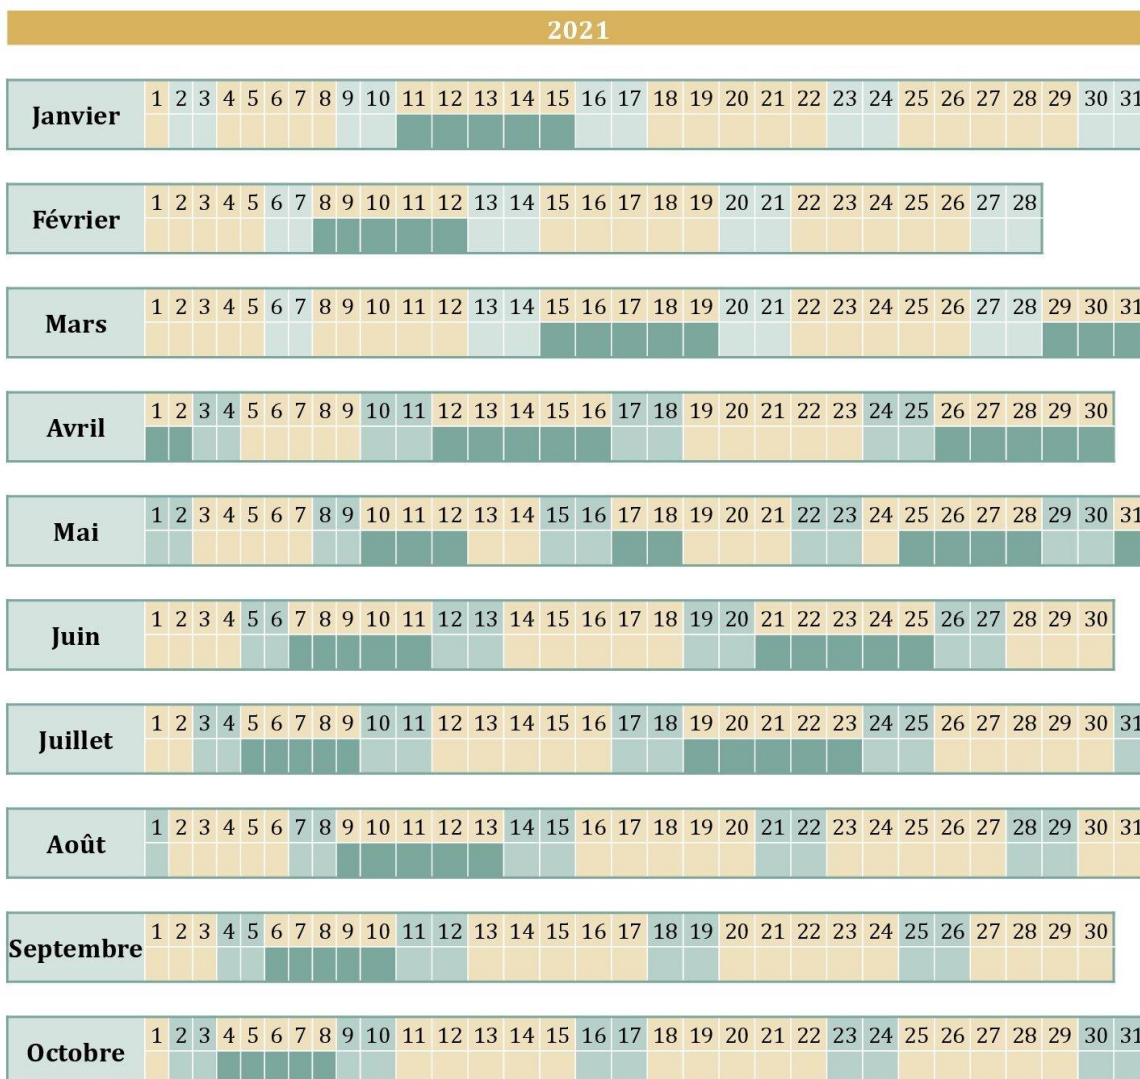 2021
Janvier 1 2 3 4 5 6 7 8 9 10 11 12 13 14 15 16 17 18 19 20 21 22 23 24 25 26 27 28 29 30 31
Février 1 2 3 4 5 6 7 8 9 10 11 12 13 14 15 16 17 18 19 20 21 22 23 24 25 26 27 28
Mars 1 2 3 4 5 6 7 8 9 10 11 12 13 14 15 16 17 18 19 20 21 22 23 24 25 26 27 28 29 30 31
Avril 1 2 3 4 5 6 7 8 9 10 11 12 13 14 15 16 17 18 19 20 21 22 23 24 25 26 27 28 29 30
Mai 1 2 3 4 5 6 7 8 9 10 11 12 13 14 15 16 17 18 19 20 21 22 23 24 25 26 27 28 29 30 31
Juin 1 2 3 4 5 6 7 8 9 10 11 12 13 14 15 16 17 18 19 20 21 22 23 24 25 26 27 28 29 30
Juillet 1 2 3 4 5 6 7 8 9 10 11 12 13 14 15 16 17 18 19 20 21 22 23 24 25 26 27 28 29 30 31
Août 1 2 3 4 5 6 7 8 9 10 11 12 13 14 15 16 17 18 19 20 21 22 23 24 25 26 27 28 29 30 31
Septembre 1 2 3 4 5 6 7 8 9 10 11 12 13 14 15 16 17 18 19 20 21 22 23 24 25 26 27 28 29 30
Octobre 1 2 3 4 5 6 7 8 9 10 11 12 13 14 15 16 17 18 19 20 21 22 23 24 25 26 27 28 29 30 31